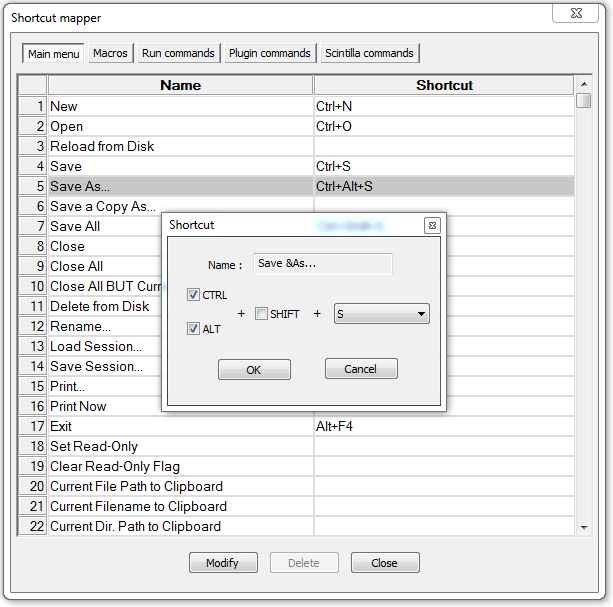 Shortcut mapper
Main menu Macros Run commands Plugin commands Scintilla commands
Name Shortcut
1 New Ctrl+N
2 Open Ctrl+O
3 Reload from Disk
4 Save Ctrl+S
5 Save As... Ctrl+Alt+S
6 Save a Copy As...
7 Save All
8 Close
9 Close All
10 Close All BUT
11 Delete from Disk
12 Rename...
13 Load Session...
14 Save Session...
15 Print...
16 Print Now
17 Exit Alt+F4
18 Set Read-Only
19 Clear Read-Only Flag
20 Current File Path to Clipboard
21 Current Filename to Clipboard
22 Current Dir. Path to Clipboard
Shortcut
Name : Save &As...
CTRL
+ SHIFT + S
ALT
OK Cancel
Modify Delete Close